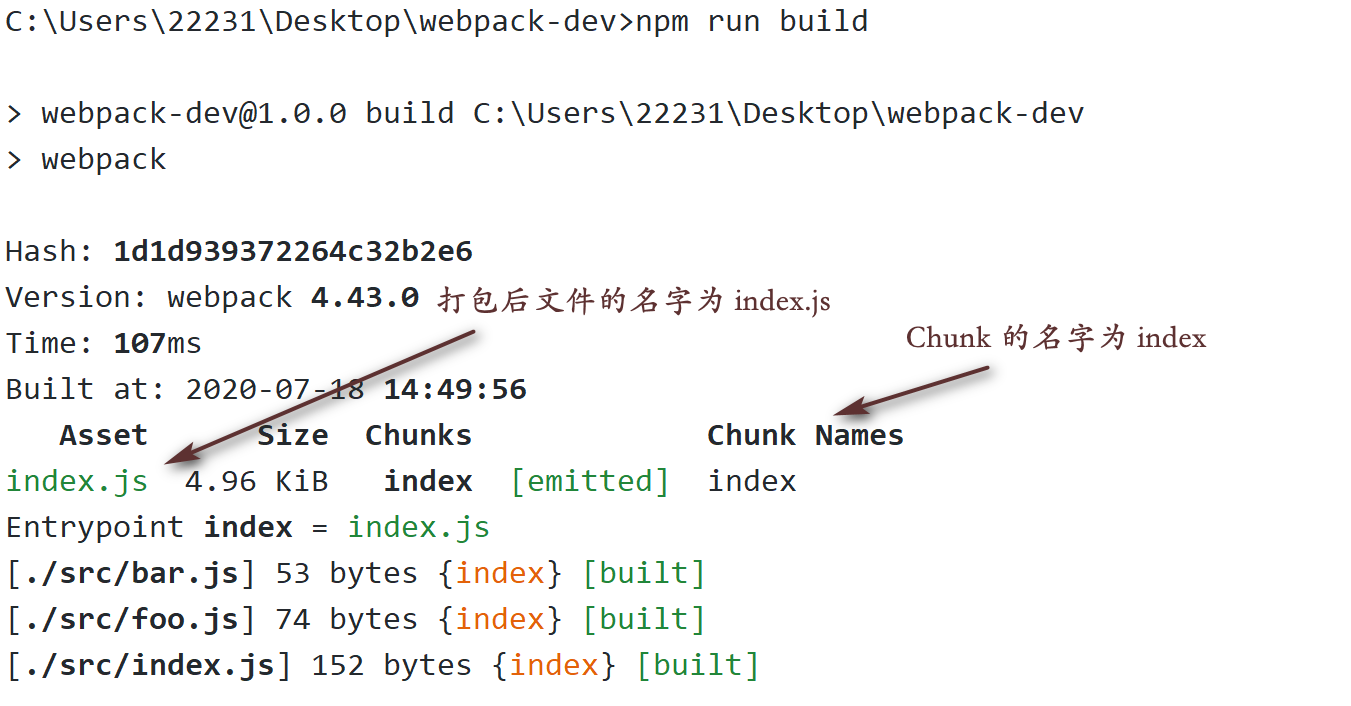 C:\Users\22231\Desktop\webpack-dev>npm run build
> webpack-dev@1.0.0 build C:\Users\22231\Desktop\webpack-dev
> webpack
Hash: 1d1d939372264c32b2e6
Version: webpack 4.43.0 打包后文件的名字为 index.js
Chunk 的名字为 index
Time: 107ms
Built at: 2020-07-18 14:49:56
Asset Size Chunks Chunk Names
index.js 4.96 KiB index [emitted] index
Entrypoint index = index.js
[./src/bar.js] 53 bytes {index} [built]
[./src/foo.js] 74 bytes {index} [built]
[./src/index.js] 152 bytes {index} [built]